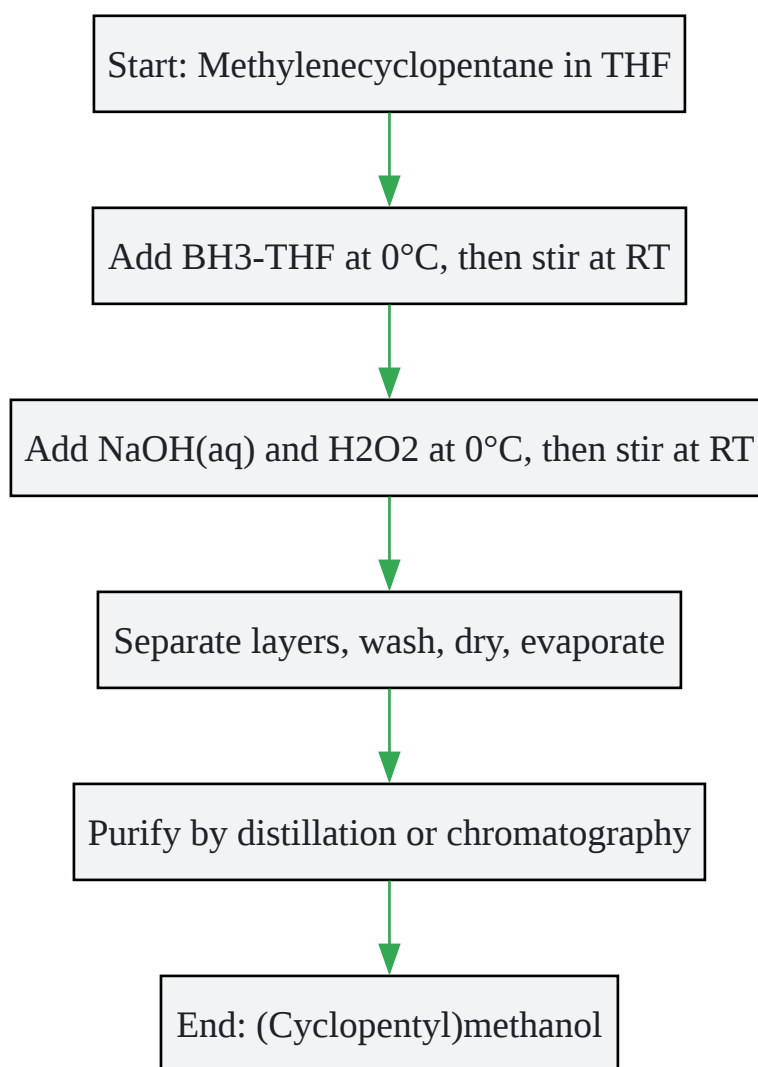 Start: Methylenecyclopentane in THF
Add BH3-THF at 0°C, then stir at RT
Add NaOH(aq) and H2O2 at 0°C, then stir at RT
Separate layers, wash, dry, evaporate
Purify by distillation or chromatography
End: (Cyclopentyl)methanol